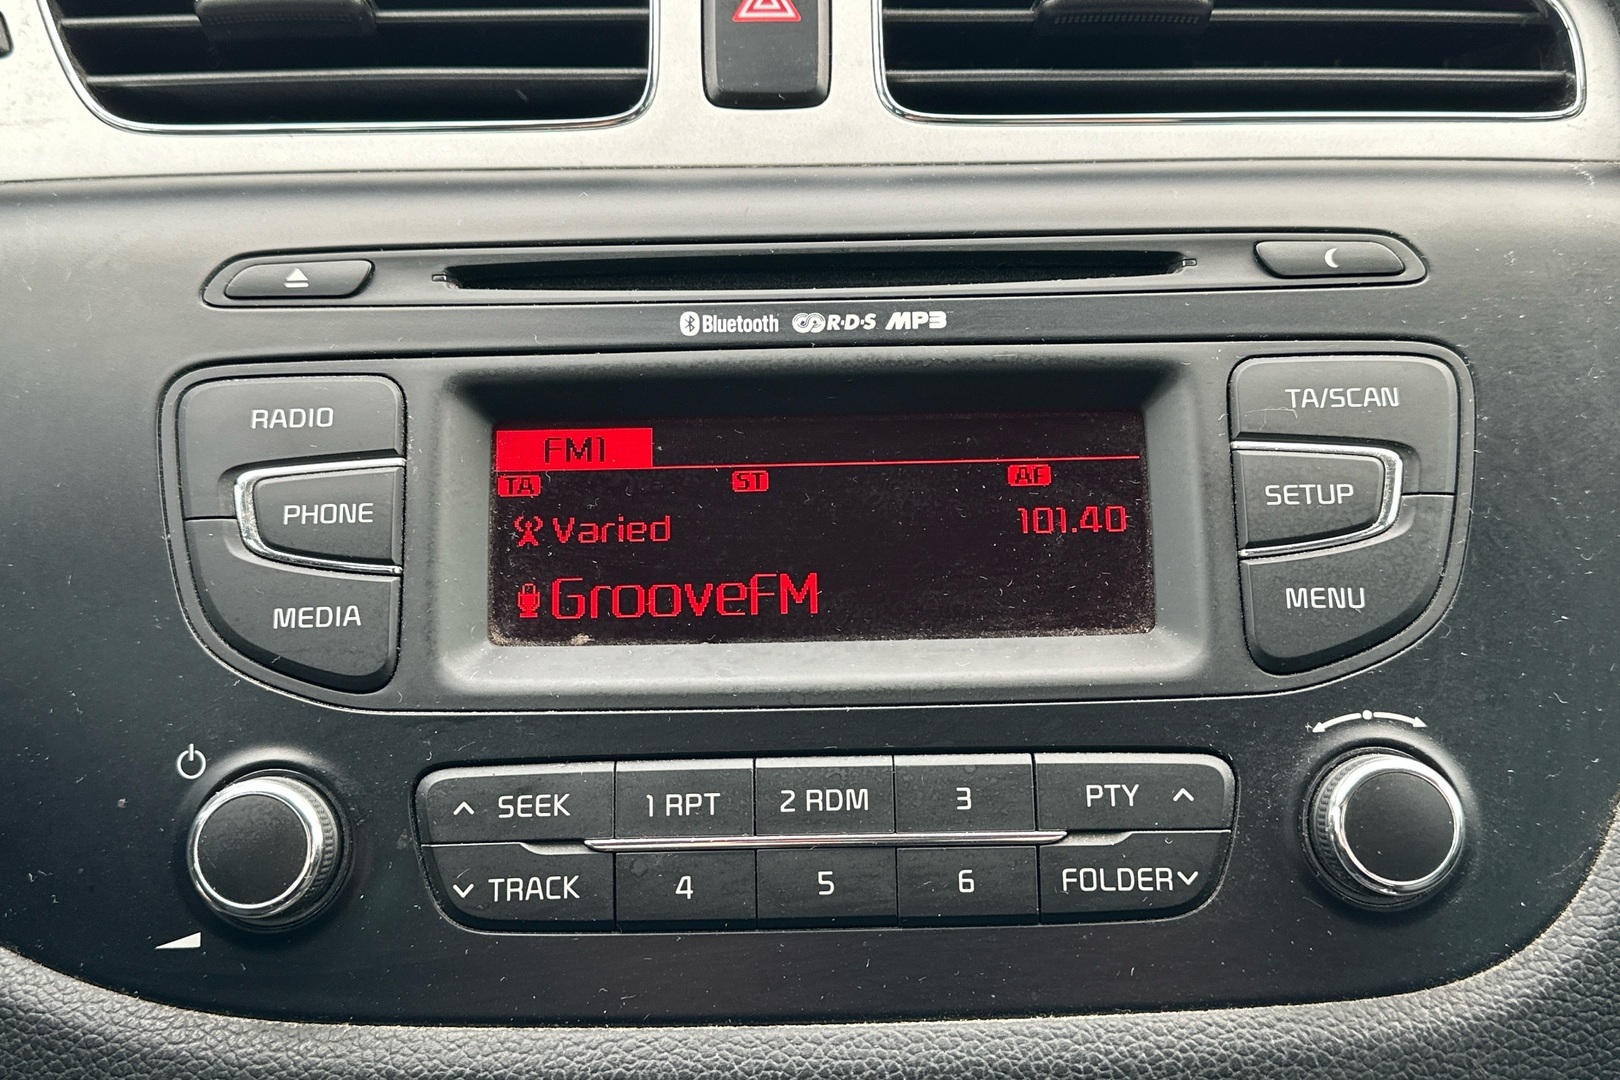 Bluetooth R·D·S MP3
RADIO
PHONE
MEDIA
FM1
TA ST AF
Varied 101.40
GrooveFM
TA/SCAN
SETUP
MENU
SEEK 1 RPT 2 RDM 3 PTY
TRACK 4 5 6 FOLDER